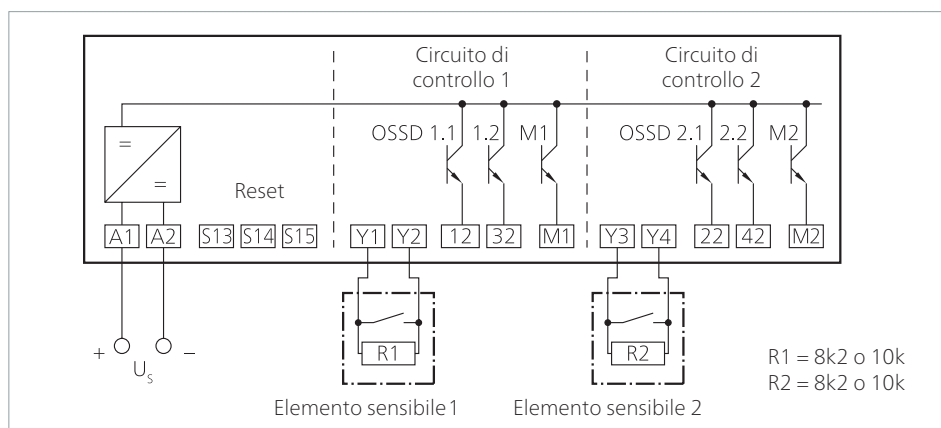 Circuito di
controllo 1
Circuito di
controllo 2
OSSD 1.1 1.2 M1
OSSD 2.1 2.2 M2
=
=
Reset
A1 A2 S13 S14 S15 Y1 Y2 12 32 M1 Y3 Y4 22 42 M2
R1
R2
+ –
Us
R1 = 8k2 o 10k
R2 = 8k2 o 10k
Elemento sensibile 1
Elemento sensibile 2